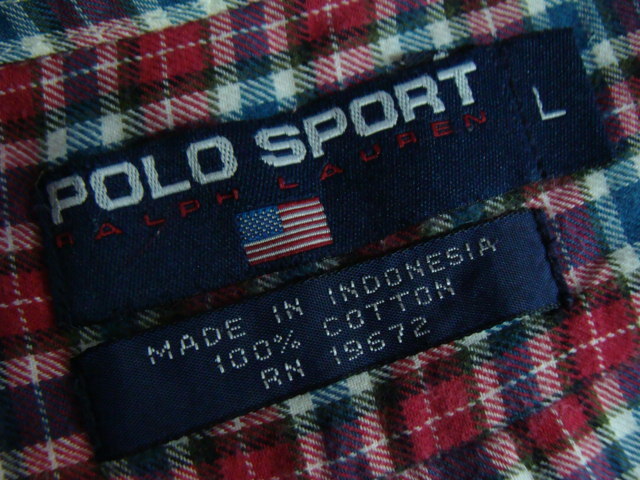 POLO SPORT
RALPH LAUREN
L
MADE IN INDONESIA
100% COTTON
RN 19672